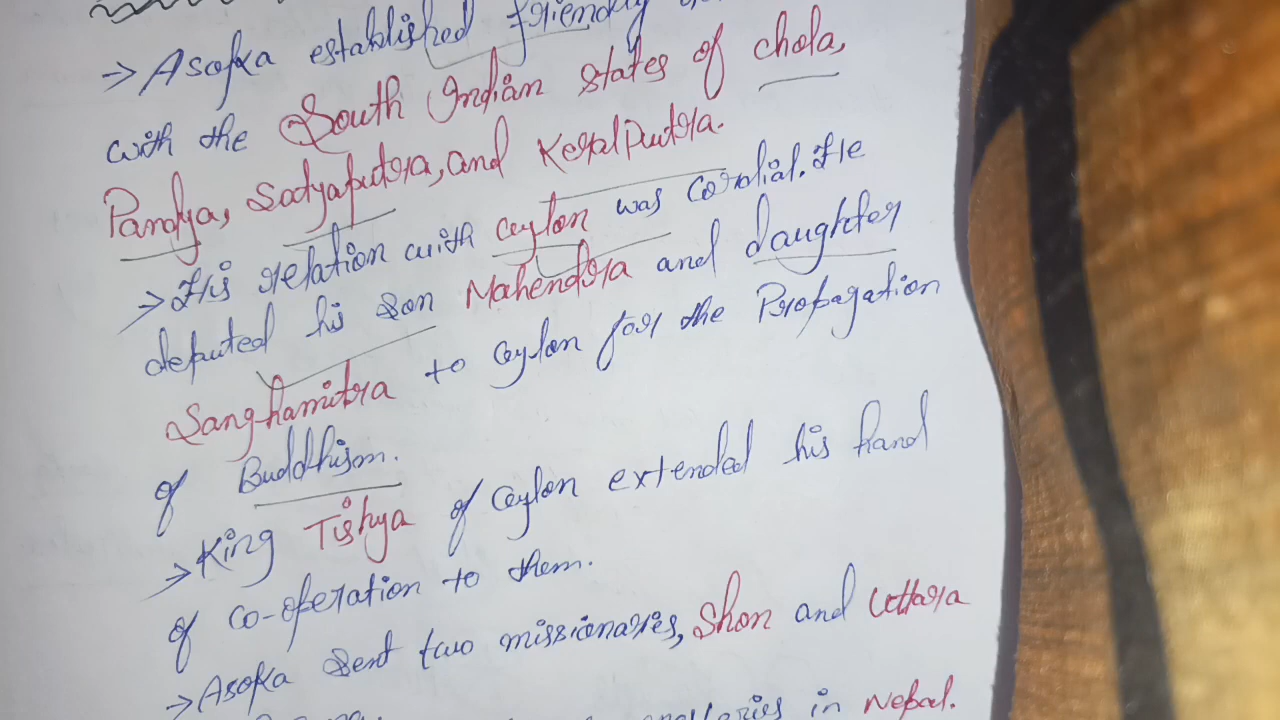 → Asoka established friendly
with the South Indian states of chola,
Pandya, Satyaputra, and KeralPuutra.
→ His relation with ceylon was cordial. He
deputed his son Mahendra and daughter
Sanghamitra to Ceylon for the Propagation
of Buddhism.
→ King Tishya of Ceylon extended his hand
of co-operation to them.
→ Asoka sent two missionaries, Shon and Uttara
in Nepal.